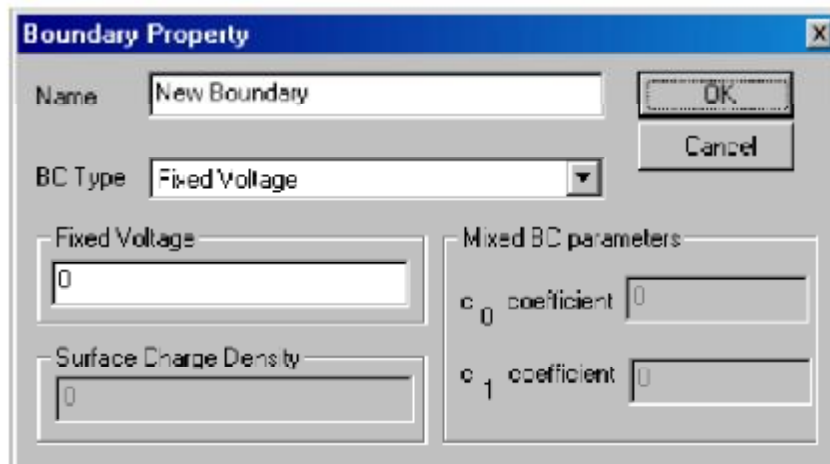 Boundary Property
Name New Boundary OK
Cancel
BC Type Fixed Voltage
Fixed Voltage
0
Surface Charge Density
0
Mixed BC parameters
c 0 coefficient 0
c 1 coefficient 0